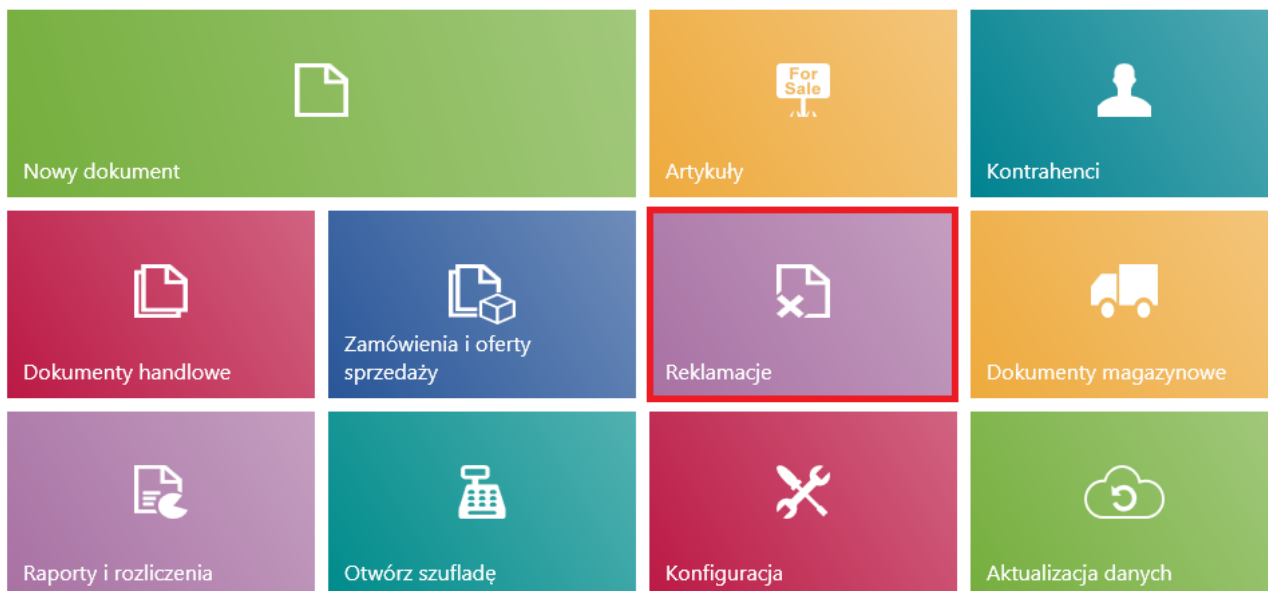 Nowy dokument
For
Sale
Artykuły
Kontrahenci
Dokumenty handlowe
Zamówienia i oferty
sprzedaży
Reklamacje
Dokumenty magazynowe
Raporty i rozliczenia
Otwórz szufladę
Konfiguracja
Aktualizacja danych